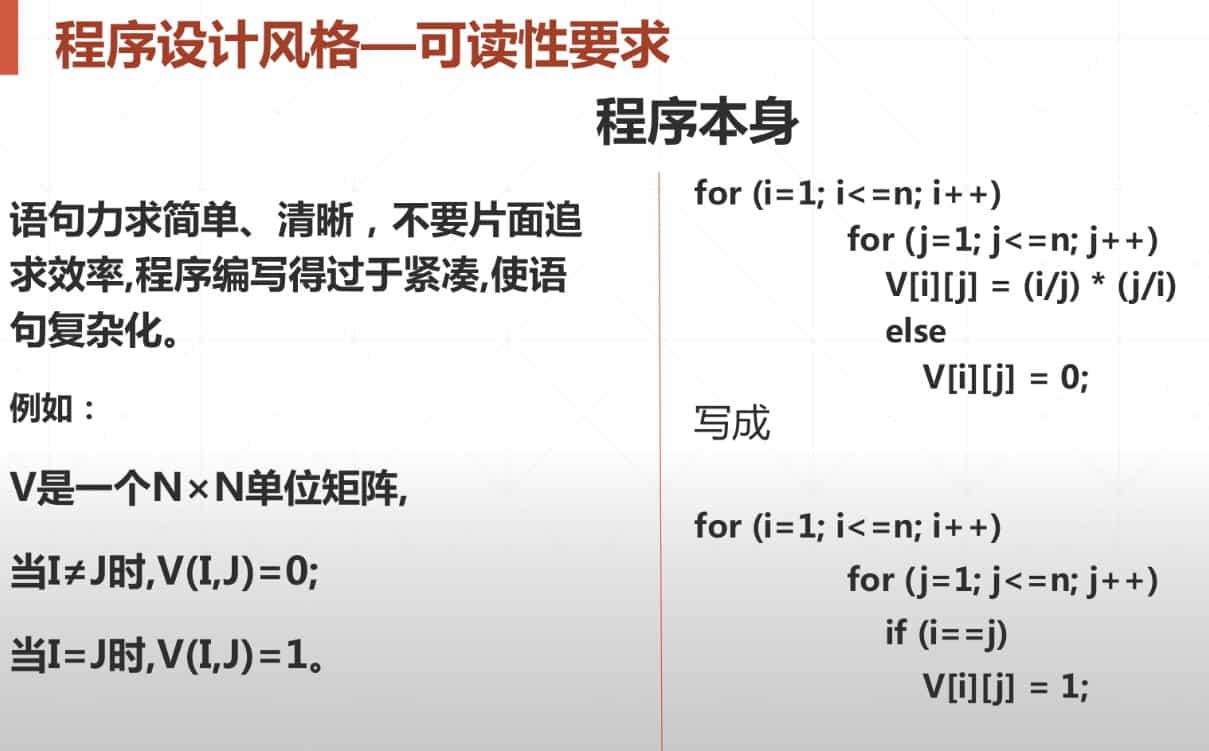 程序设计风格—可读性要求
程序本身
语句力求简单、清晰，不要片面追
求效率,程序编写得过于紧凑,使语
句复杂化。
例如：
V是一个N×N单位矩阵,
当I≠J时,V(I,J)=0;
当I=J时,V(I,J)=1。
for (i=1; i<=n; i++)
for (j=1; j<=n; j++)
V[i][j] = (i/j) * (j/i)
else
V[i][j] = 0;
写成
for (i=1; i<=n; i++)
for (j=1; j<=n; j++)
if (i==j)
V[i][j] = 1;